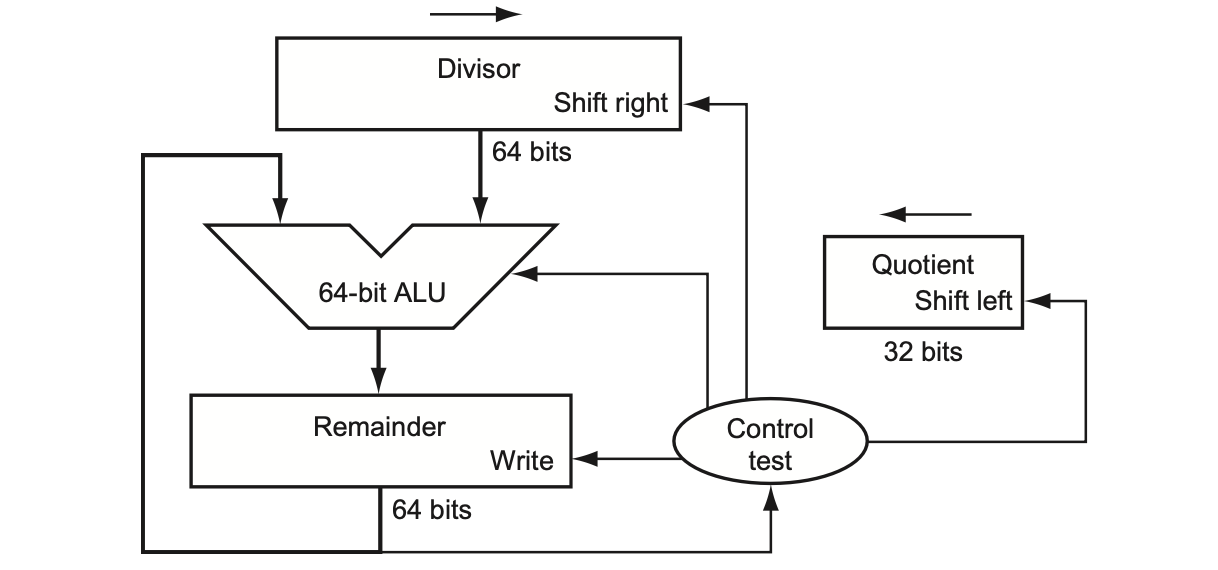 Divisor
Shift right
64 bits
64-bit ALU
Quotient
Shift left
32 bits
Remainder
Write
Control
test
64 bits